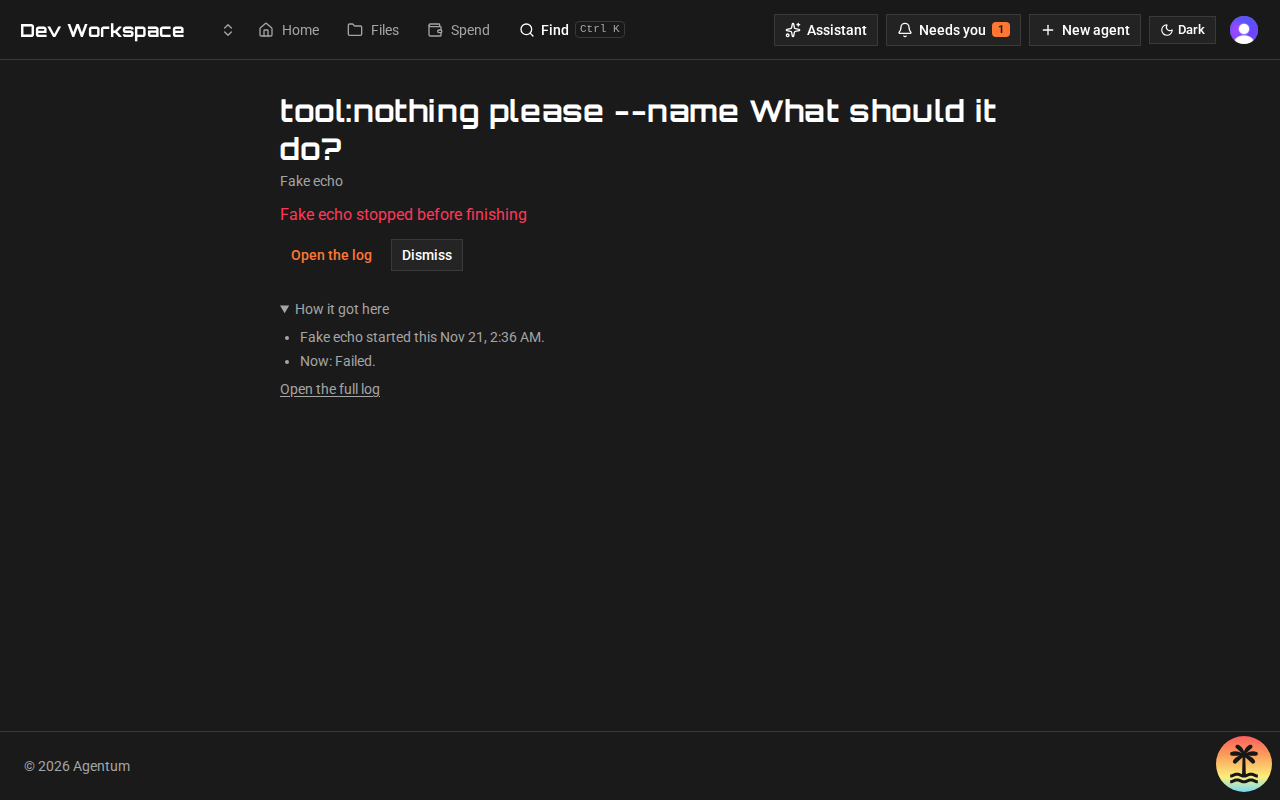 Dev Workspace
Home
Files
Spend
Find Ctrl K
Assistant
Needs you 1
New agent
Dark
tool:nothing please --name What should it
do?
Fake echo
Fake echo stopped before finishing
Open the log
Dismiss
How it got here
Fake echo started this Nov 21, 2:36 AM.
Now: Failed.
Open the full log
© 2026 Agentum